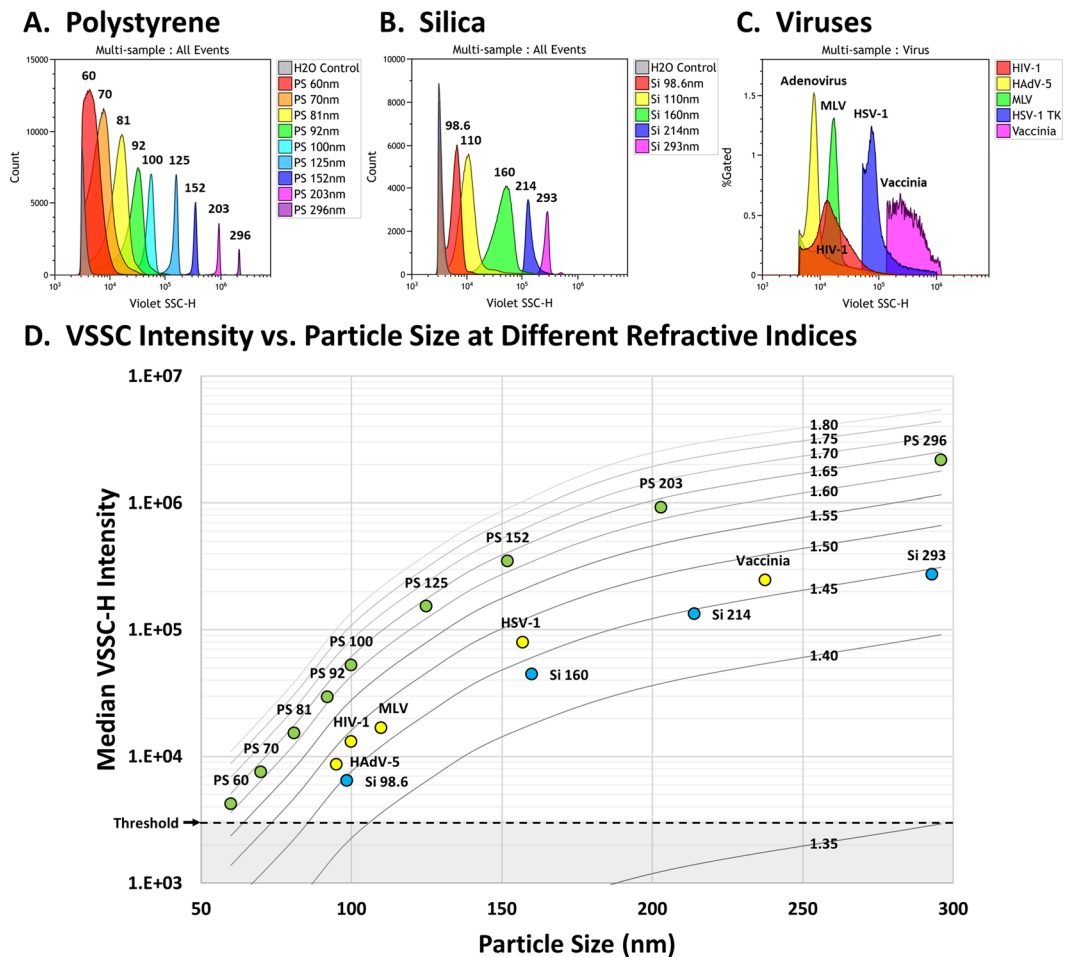 A. Polystyrene
Multi-sample : All Events
15000
10000
5000
0
Count
10³ 10⁴ 10⁵ 10⁶
Violet SSC-H
60
70
81
92
100
125
152
203
296
H2O Control
PS 60nm
PS 70nm
PS 81nm
PS 92nm
PS 100nm
PS 125nm
PS 152nm
PS 203nm
PS 296nm
B. Silica
Multi-sample : All Events
10000
8000
6000
4000
2000
0
Count
10³ 10⁴ 10⁵ 10⁶
Violet SSC-H
98.6
110
160
214
293
H2O Control
Si 98.6nm
Si 110nm
Si 160nm
Si 214nm
Si 293nm
C. Viruses
Multi-sample : Virus
1.5
1
0.5
0
%Gated
10³ 10⁴ 10⁵ 10⁶
Violet SSC-H
Adenovirus
MLV
HSV-1
Vaccinia
HIV-1
HIV-1
HAdV-5
MLV
HSV-1 TK
Vaccinia
D. VSSC Intensity vs. Particle Size at Different Refractive Indices
Median VSSC-H Intensity
1.E+07
1.E+06
1.E+05
1.E+04
Threshold
1.E+03
1.80
1.75
1.70
1.65
1.60
1.55
1.50
1.45
1.40
1.35
PS 296
PS 203
PS 152
PS 125
PS 100
PS 92
PS 81
PS 70
PS 60
Vaccinia
HSV-1
MLV
HIV-1
HAdV-5
Si 293
Si 214
Si 160
Si 98.6
50 100 150 200 250 300
Particle Size (nm)